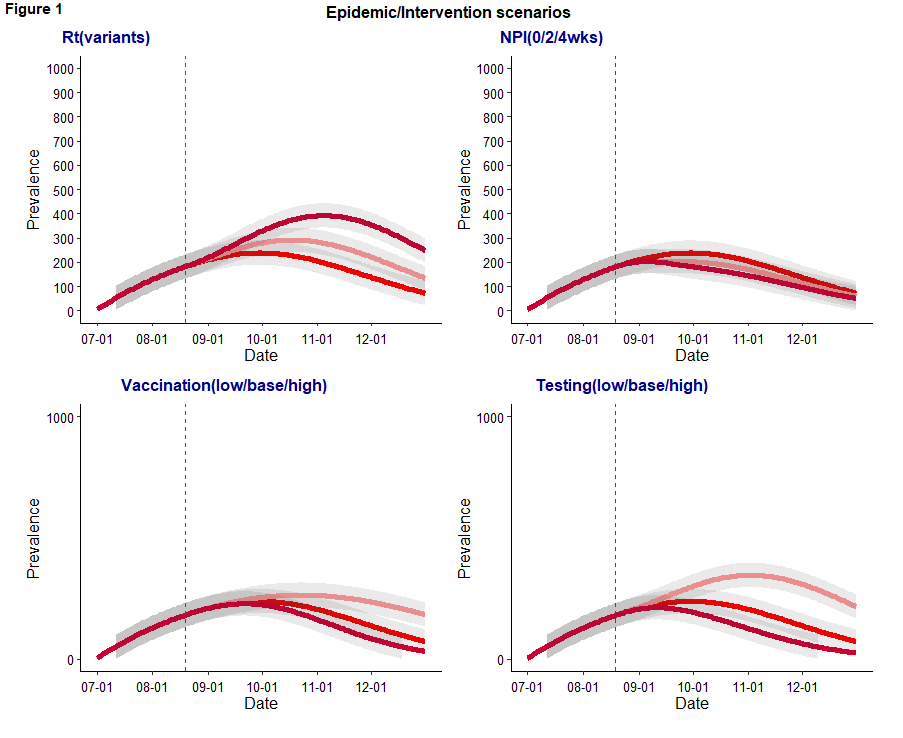 Figure 1
Epidemic/Intervention scenarios
Rt(variants)
1000
900
800
700
600
500
400
300
200
100
0
Prevalence
07-01 08-01 09-01 10-01 11-01 12-01
Date
NPI(0/2/4wks)
1000
900
800
700
600
500
400
300
200
100
0
Prevalence
07-01 08-01 09-01 10-01 11-01 12-01
Date
Vaccination(low/base/high)
1000
0
Prevalence
07-01 08-01 09-01 10-01 11-01 12-01
Date
Testing(low/base/high)
1000
0
Prevalence
07-01 08-01 09-01 10-01 11-01 12-01
Date